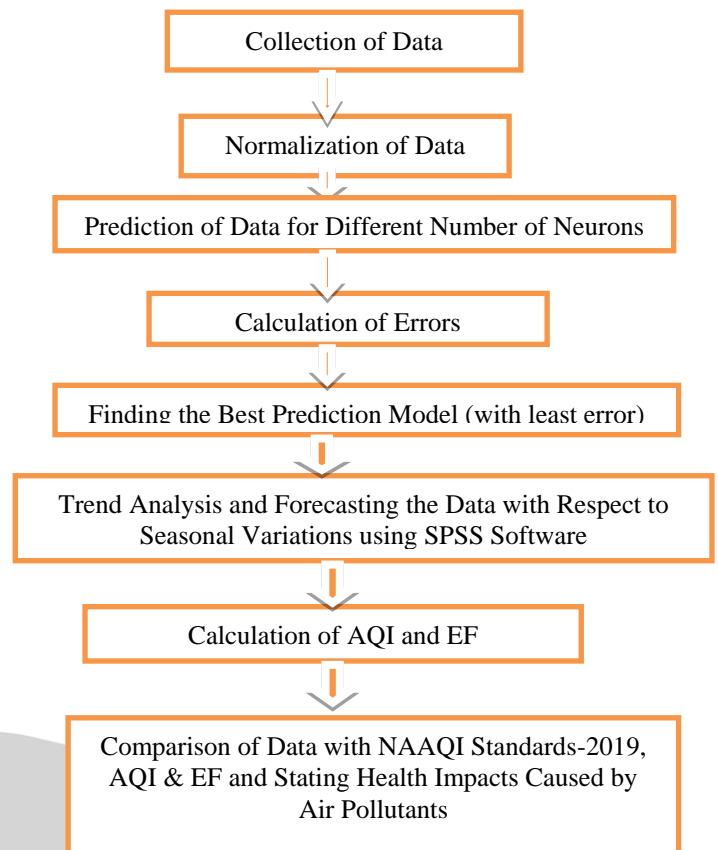 Collection of Data
Normalization of Data
Prediction of Data for Different Number of Neurons
Calculation of Errors
Finding the Best Prediction Model (with least error)
Trend Analysis and Forecasting the Data with Respect to
Seasonal Variations using SPSS Software
Calculation of AQI and EF
Comparison of Data with NAAQI Standards-2019,
AQI & EF and Stating Health Impacts Caused by
Air Pollutants